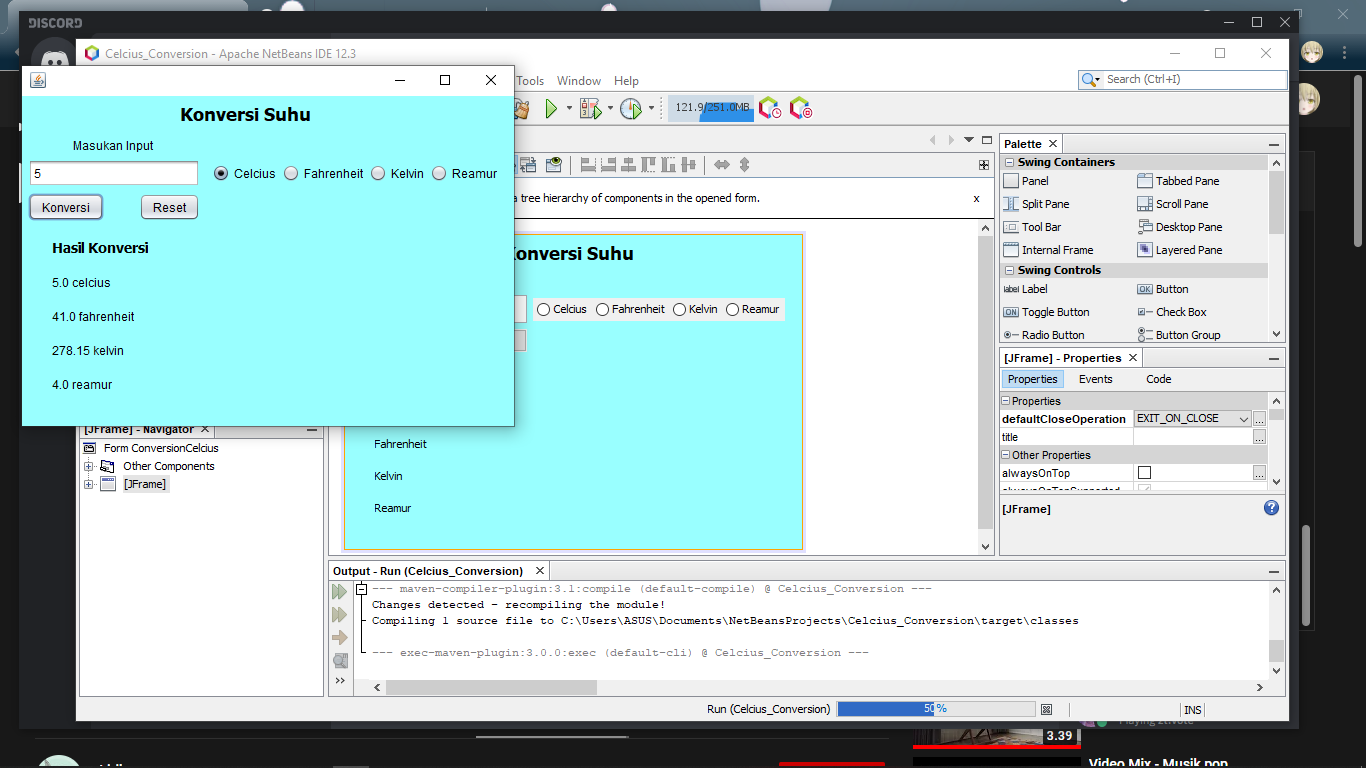 DISCORD
Celcius_Conversion - Apache NetBeans IDE 12.3
Tools Window Help
Search (Ctrl+I)
121.9/251.0MB
Konversi Suhu
Masukan Input
5
Celcius Fahrenheit Kelvin Reamur
Konversi Reset
Hasil Konversi
5.0 celcius
41.0 fahrenheit
278.15 kelvin
4.0 reamur
a tree hierarchy of components in the opened form. x
Konversi Suhu
Celcius Fahrenheit Kelvin Reamur
Fahrenheit
Kelvin
Reamur
Palette
Swing Containers
Panel Tabbed Pane
Split Pane Scroll Pane
Tool Bar Desktop Pane
Internal Frame Layered Pane
Swing Controls
Label Button
Toggle Button Check Box
Radio Button Button Group
[JFrame] - Properties
Properties Events Code
Properties
defaultCloseOperation EXIT_ON_CLOSE
title
Other Properties
alwaysOnTop
alwaysOnTopSupported
[JFrame]
[JFrame] - Navigator
Form ConversionCelcius
Other Components
[JFrame]
Output - Run (Celcius_Conversion)
--- maven-compiler-plugin:3.1:compile (default-compile) @ Celcius_Conversion ---
Changes detected - recompiling the module!
Compiling 1 source file to C:\Users\ASUS\Documents\NetBeansProjects\Celcius_Conversion\target\classes
--- exec-maven-plugin:3.0.0:exec (default-cli) @ Celcius_Conversion ---
Run (Celcius_Conversion) 50% INS
3.39
Video Mix - Musik pop